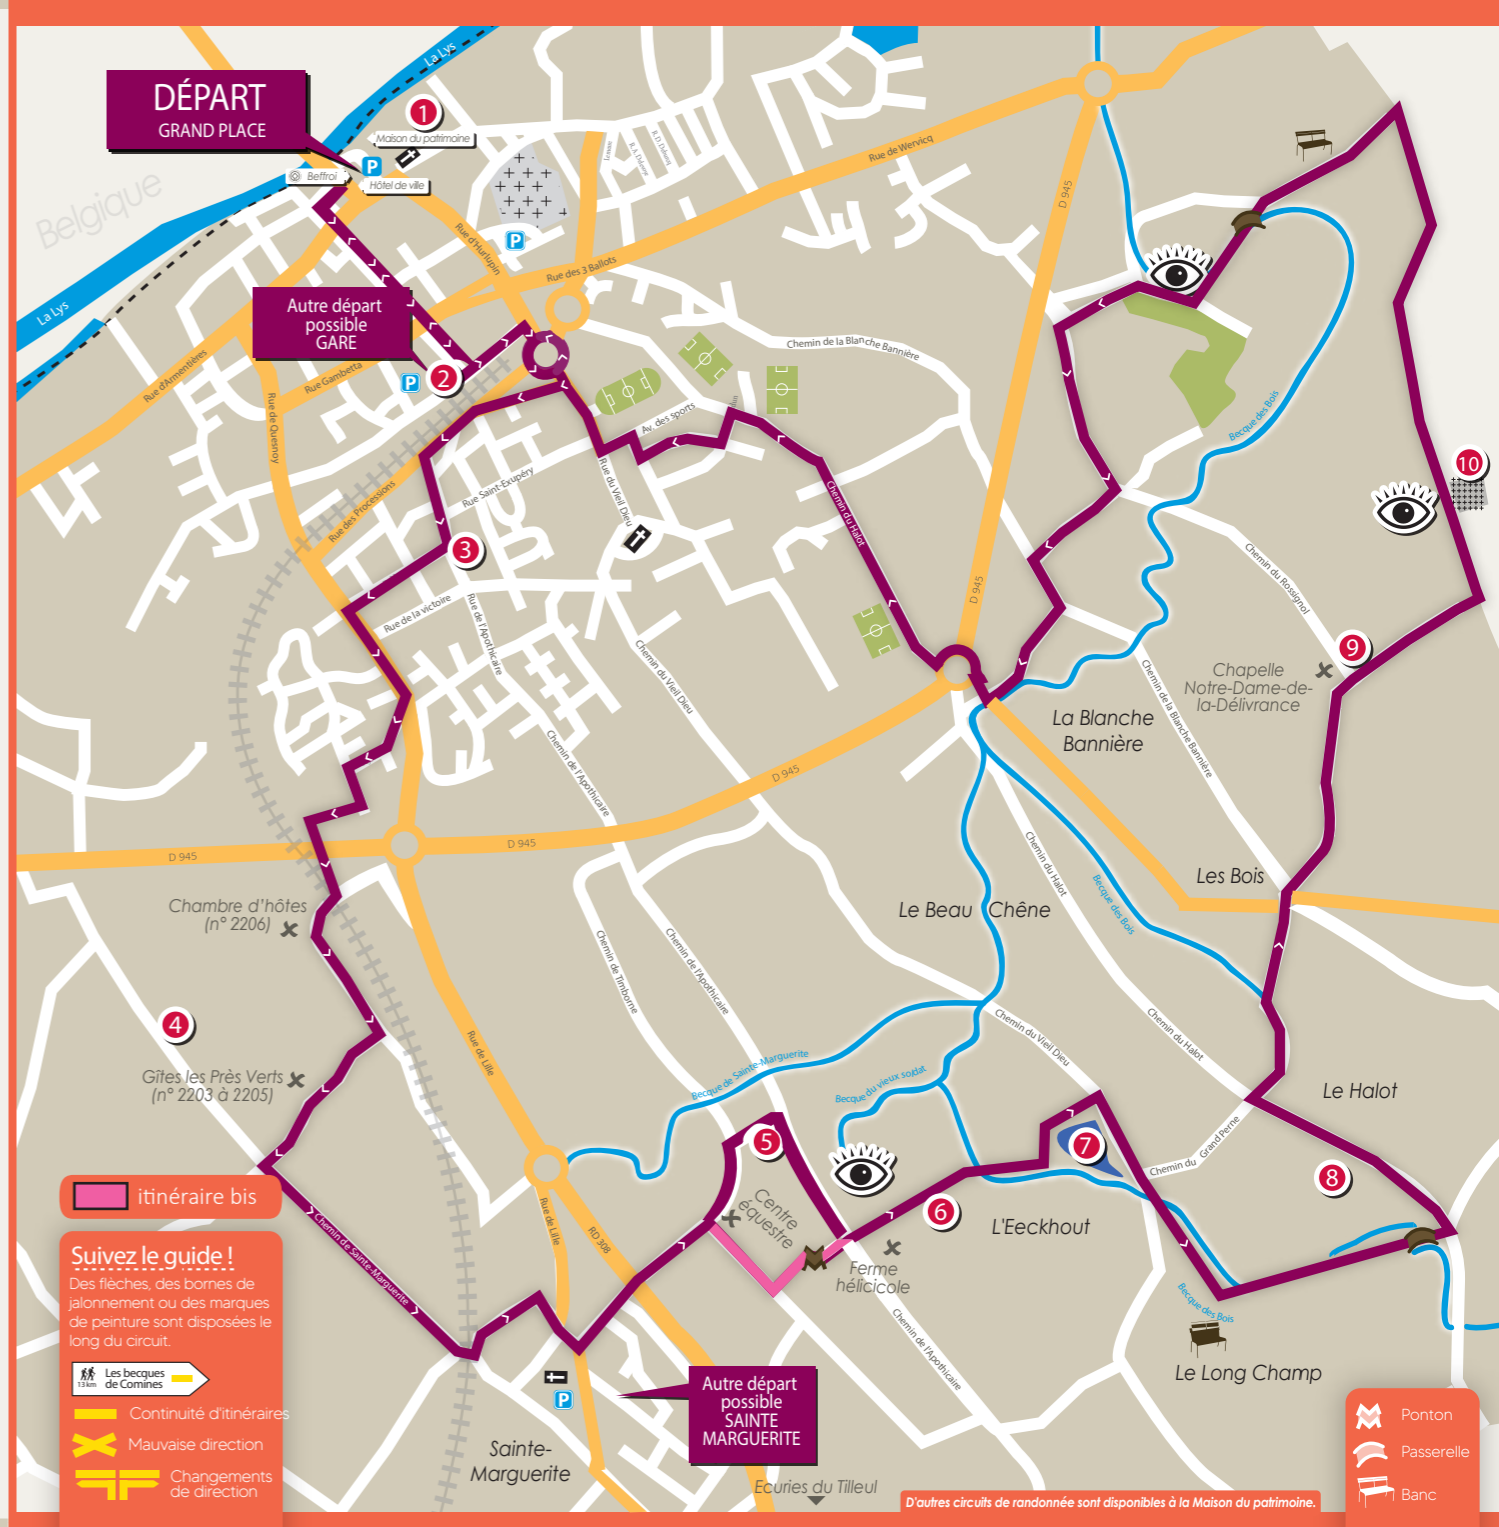 La Lys
DÉPART
GRAND PLACE
1
Maison du patrimoine
P
Beffroi
Hôtel de ville
Belgique
La Lys
P
Rue d'Hurlupin
Rue des 3 Ballots
Rue de Wervicq
D 945
Autre départ
possible
GARE
Rue d'Armentières
Rue Gambetta
P
2
Rue de Quesnoy
Chemin de la Blanche Bannière
Av. des sports
Rue Saint-Exupéry
Rue des Processions
Rue du Vieil Dieu
Chemin du Halot
Becque des Bois
10
3
D 945
Chemin du Rossignol
Rue de la victoire
Rue de l'Apothicaire
Chemin du Vieil Dieu
9
Chapelle
Notre-Dame-de-
la-Délivrance
Chemin de la Blanche Bannière
La Blanche
Bannière
Chemin de l'Apothicaire
D 945
D 945
D 945
Chemin du Halot
Les Bois
Becque des Bois
Le Beau Chêne
Chambre d'hôtes
(n° 2206)
Chemin de Timborne
Chemin de l'Apothicaire
4
Rue de Lille
Chemin du Vieil Dieu
Chemin du Halot
Gîtes les Près Verts
(n° 2203 à 2205)
Becque de Sainte-Marguerite
Becque du vieux soldat
Le Halot
5
7
Chemin du Grand Perne
8
Centre
équestre
6
L'Eeckhout
itinéraire bis
Chemin de Sainte-Marguerite
Rue de Lille
RD 308
Ferme
hélicicole
Suivez le guide !
Des flèches, des bornes de
jalonnement ou des marques
de peinture sont disposées le
long du circuit.
Les becques
de Comines
13 km
Continuité d'itinéraires
Mauvaise direction
Changements
de direction
Becque des Bois
Chemin de l'Apothicaire
Le Long Champ
P
Autre départ
possible
SAINTE
MARGUERITE
Sainte-
Marguerite
Ecuries du Tilleul
D'autres circuits de randonnée sont disponibles à la Maison du patrimoine.
Ponton
Passerelle
Banc